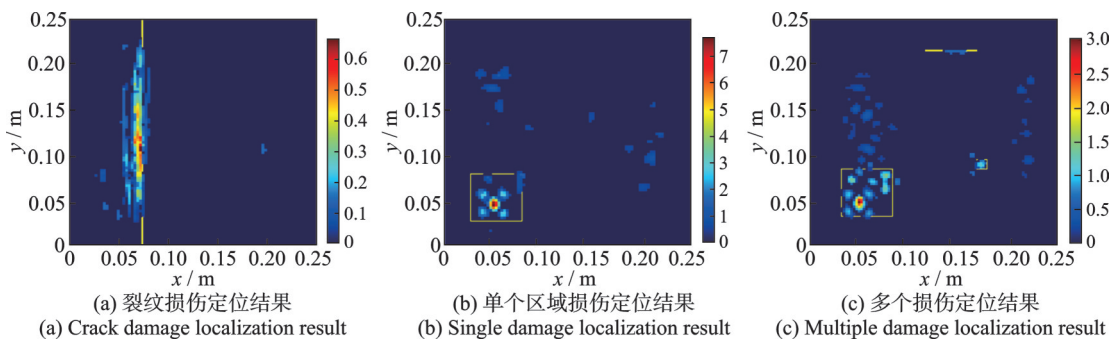 0.25
0.20
0.15
0.10
0.05
0
y / m
0 0.05 0.10 0.15 0.20 0.25
x / m
0.6
0.5
0.4
0.3
0.2
0.1
0
(a) 裂纹损伤定位结果
(a) Crack damage localization result
0.25
0.20
0.15
0.10
0.05
0
y / m
0 0.05 0.10 0.15 0.20 0.25
x / m
7
6
5
4
3
2
1
0
(b) 单个区域损伤定位结果
(b) Single damage localization result
0.25
0.20
0.15
0.10
0.05
0
y / m
0 0.05 0.10 0.15 0.20 0.25
x / m
3.0
2.5
2.0
1.5
1.0
0.5
0
(c) 多个损伤定位结果
(c) Multiple damage localization result